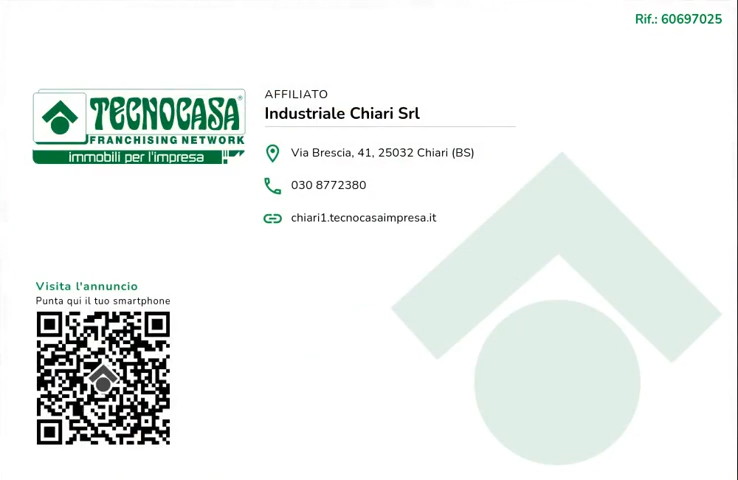 Rif.: 60697025
TECNOCASA®
FRANCHISING NETWORK
immobili per l'impresa
AFFILIATO
Industriale Chiari Srl
Via Brescia, 41, 25032 Chiari (BS)
030 8772380
chiari1.tecnocasaimpresa.it
Visita l'annuncio
Punta qui il tuo smartphone